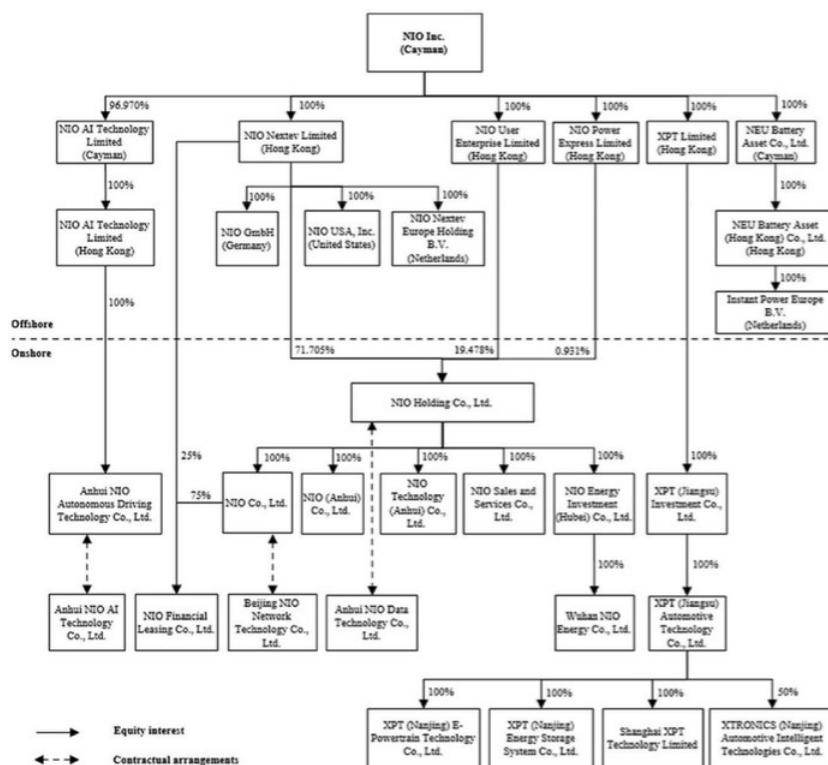 NIO Inc.
(Cayman)
96.970%
100%
100%
100%
100%
100%
NIO AI Technology
Limited
(Cayman)
NIO Nextev Limited
(Hong Kong)
NIO User
Enterprise Limited
(Hong Kong)
NIO Power
Express Limited
(Hong Kong)
XPT Limited
(Hong Kong)
NEU Battery
Asset Co., Ltd.
(Cayman)
100%
100%
100%
100%
100%
NIO AI Technology
Limited
(Hong Kong)
NIO GmbH
(Germany)
NIO USA, Inc.
(United States)
NIO Nextev
Europe Holding
B.V.
(Netherlands)
NEU Battery Asset
(Hong Kong) Co., Ltd.
(Hong Kong)
100%
100%
Instant Power Europe
B.V.
(Netherlands)
Offshore
Onshore
71.705%
19.478%
0.931%
NIO Holding Co., Ltd.
25%
100%
100%
100%
100%
100%
100%
Anhui NIO
Autonomous Driving
Technology Co., Ltd.
75%
NIO Co., Ltd.
NIO (Anhui)
Co., Ltd.
NIO
Technology
(Anhui) Co.,
Ltd.
NIO Sales and
Services Co.,
Ltd.
NIO Energy
Investment
(Hubei) Co., Ltd.
XPT (Jiangsu)
Investment Co.,
Ltd.
100%
100%
Anhui NIO AI
Technology
Co., Ltd.
NIO Financial
Leasing Co., Ltd.
Beijing NIO
Network
Technology Co.,
Ltd.
Anhui NIO Data
Technology Co., Ltd.
Wuhan NIO
Energy Co., Ltd.
XPT (Jiangsu)
Automotive
Technology
Co., Ltd.
100%
100%
100%
50%
XPT (Nanjing) E-
Powertrain Technology
Co., Ltd.
XPT (Nanjing)
Energy Storage
System Co., Ltd.
Shanghai XPT
Technology Limited
XTRONICS (Nanjing)
Automotive Intelligent
Technologies Co., Ltd.
Equity interest
Contractual arrangements